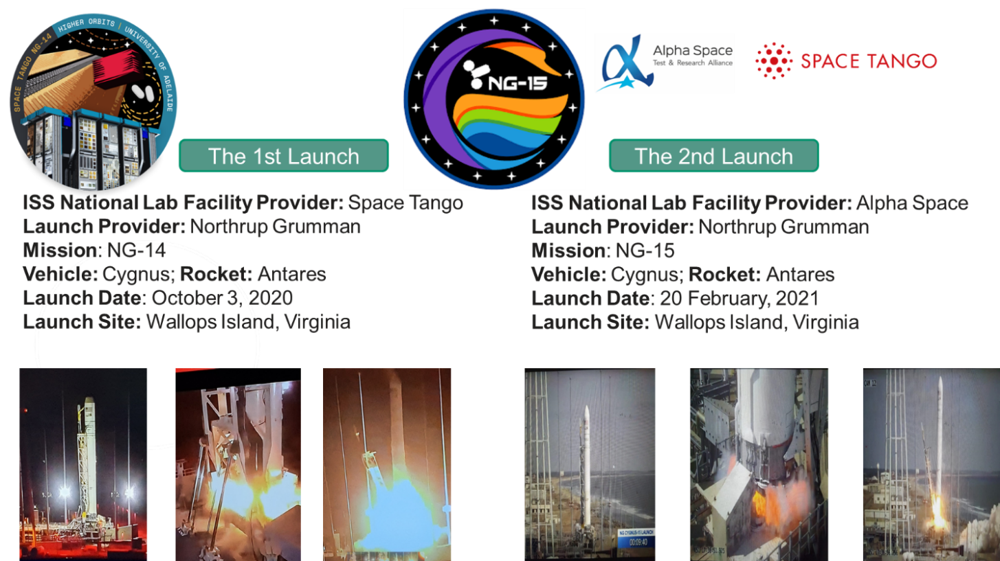 SPACE TANGO NG-14
HIGHER ORBITS | UNIVERSITY OF ADELAIDE
NG-15
Alpha Space
Test & Research Alliance
SPACE TANGO
The 1st Launch
The 2nd Launch
ISS National Lab Facility Provider: Space Tango
Launch Provider: Northrup Grumman
Mission: NG-14
Vehicle: Cygnus; Rocket: Antares
Launch Date: October 3, 2020
Launch Site: Wallops Island, Virginia
ISS National Lab Facility Provider: Alpha Space
Launch Provider: Northrup Grumman
Mission: NG-15
Vehicle: Cygnus; Rocket: Antares
Launch Date: 20 February, 2021
Launch Site: Wallops Island, Virginia
NG CYGNUS-15 LAUNCH
00:09:40
CAM 12